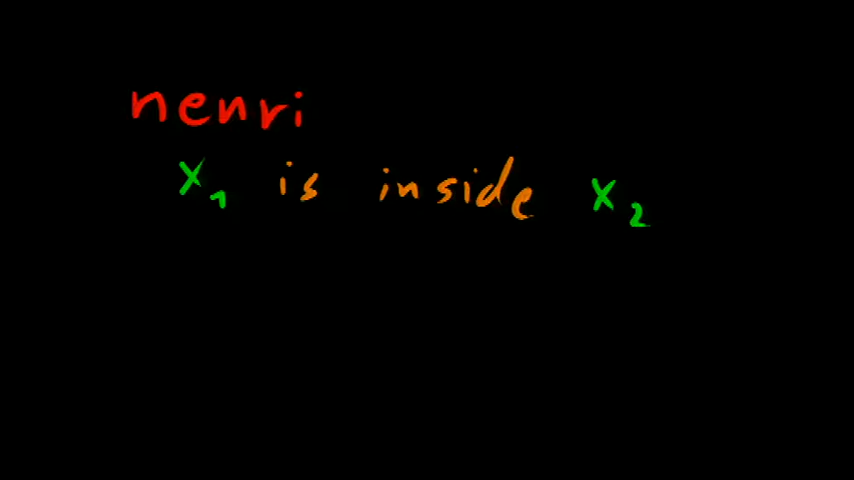 nenri
x₁ is inside x₂